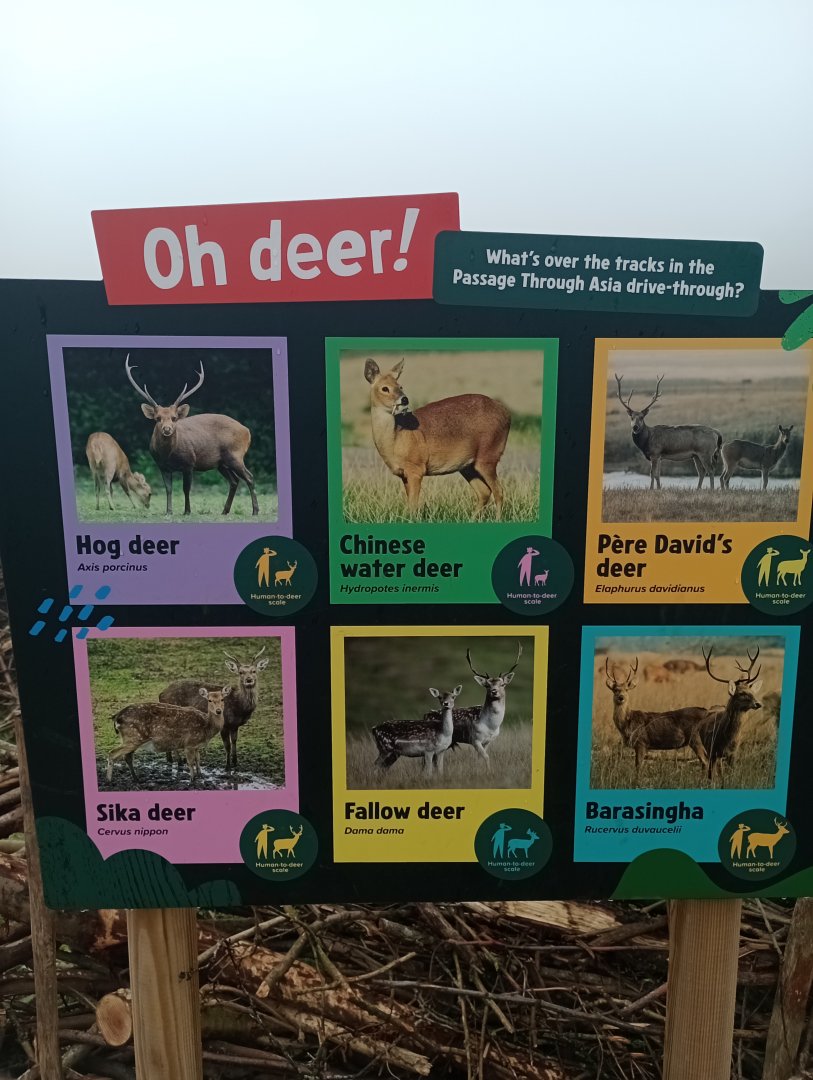 Oh deer!
What's over the tracks in the
Passage Through Asia drive-through?
Hog deer
Axis porcinus
Human-to-deer
scale
Chinese
water deer
Hydropotes inermis
Human-to-deer
scale
Père David's
deer
Elaphurus davidianus
Human-to-deer
scale
Sika deer
Cervus nippon
Human-to-deer
scale
Fallow deer
Dama dama
Human-to-deer
scale
Barasingha
Rucervus duvaucelii
Human-to-deer
scale